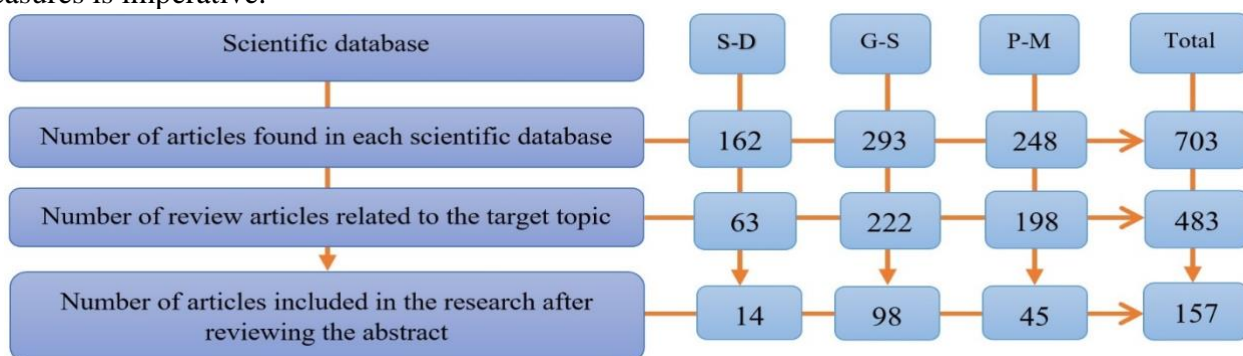 Scientific database
S-D
G-S
P-M
Total
Number of articles found in each scientific database
162
293
248
703
Number of review articles related to the target topic
63
222
198
483
Number of articles included in the research after
reviewing the abstract
14
98
45
157